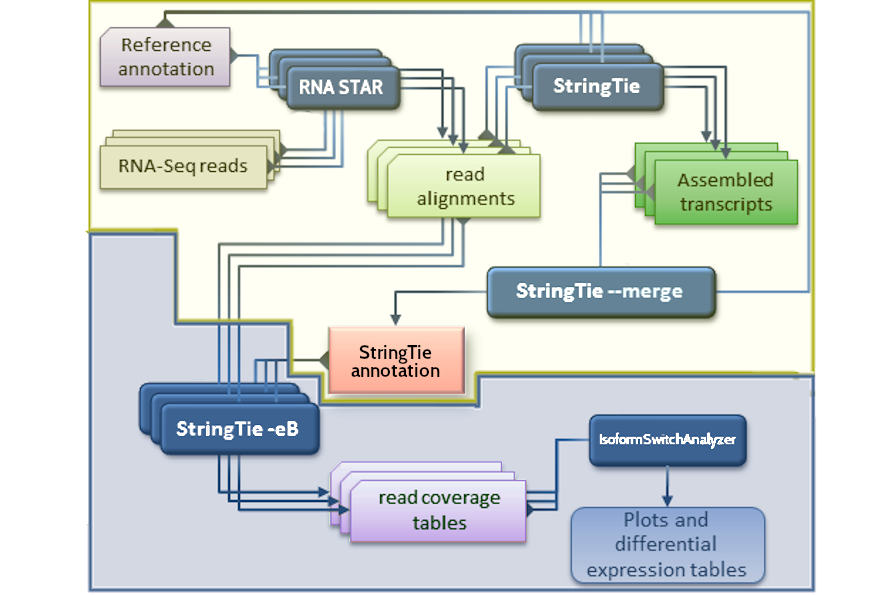 Reference
annotation
RNA STAR
StringTie
RNA-Seq reads
read
alignments
Assembled
transcripts
StringTie --merge
StringTie
annotation
StringTie -eB
IsoformSwitchAnalyzer
read coverage
tables
Plots and
differential
expression tables